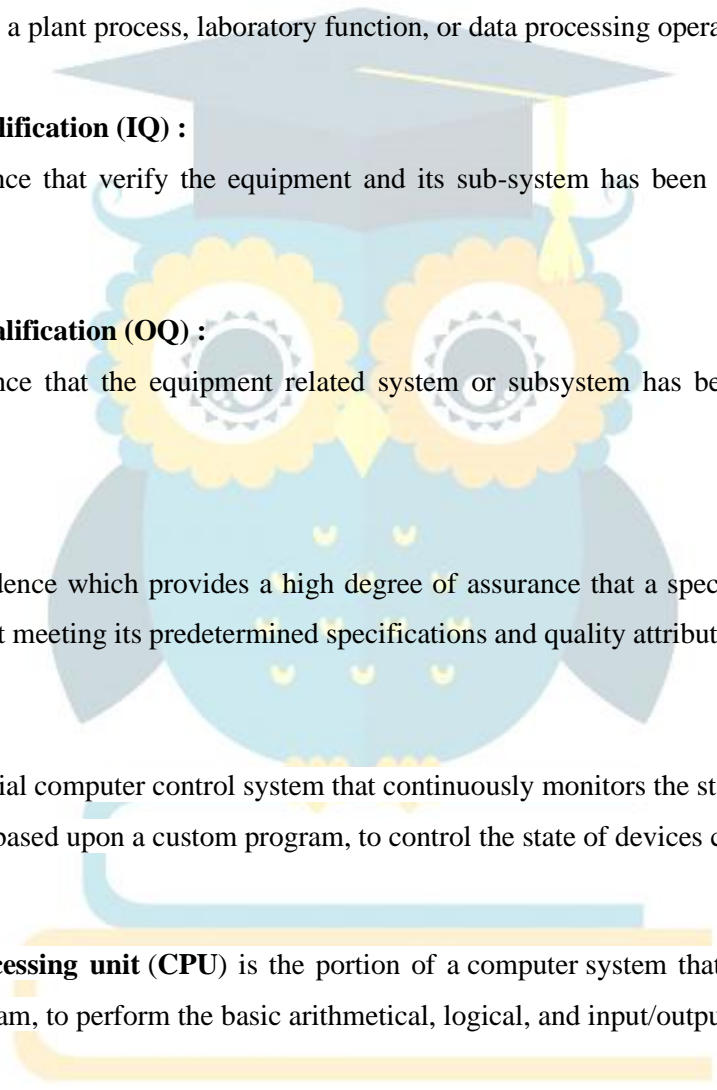 a plant process, laboratory function, or data processing opera
lification (IQ) :
nce that verify the equipment and its sub-system has been
alification (OQ) :
nce that the equipment related system or subsystem has be
dence which provides a high degree of assurance that a spec
t meeting its predetermined specifications and quality attribut
ial computer control system that continuously monitors the st
based upon a custom program, to control the state of devices c
cessing unit (CPU) is the portion of a computer system that
am, to perform the basic arithmetical, logical, and input/outpu